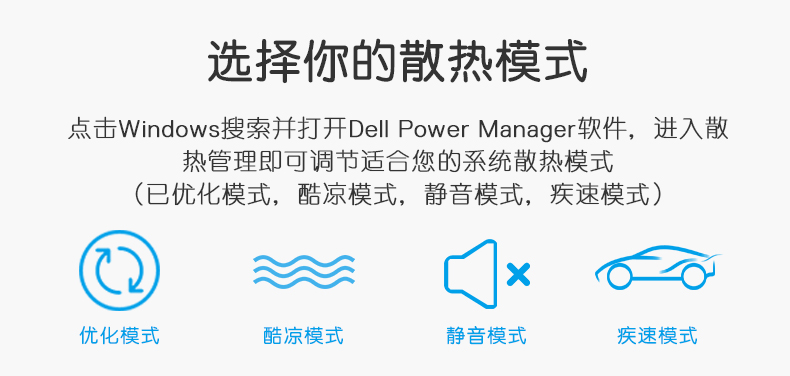 选择你的散热模式
点击Windows搜索并打开Dell Power Manager软件，进入散
热管理即可调节适合您的系统散热模式
（已优化模式，酷凉模式，静音模式，疾速模式）
优化模式
酷凉模式
静音模式
疾速模式